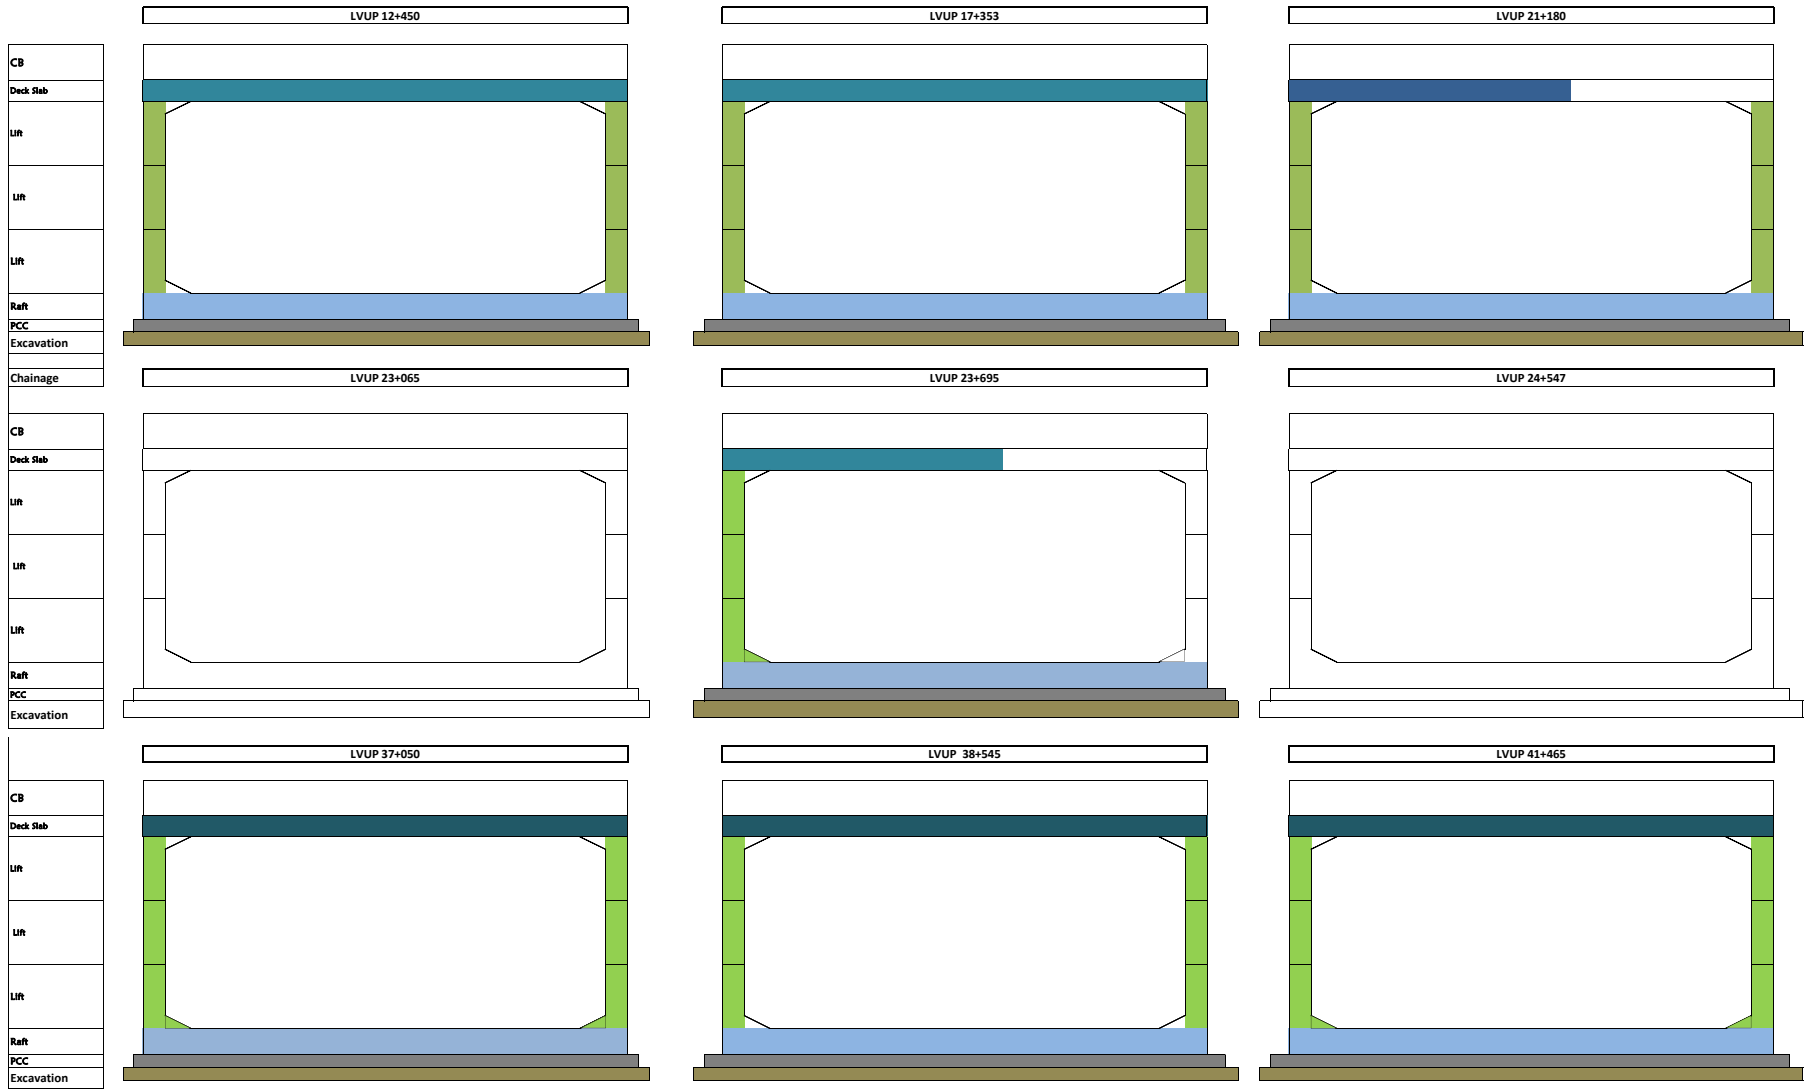 LVUP 12+450 LVUP 17+353 LVUP 21+180
CB
Deck Slab
Lift
Lift
Lift
Raft
PCC
Excavation
Chainage LVUP 23+065 LVUP 23+695 LVUP 24+547
CB
Deck Slab
Lift
Lift
Lift
Raft
PCC
Excavation
LVUP 37+050 LVUP 38+545 LVUP 41+465
CB
Deck Slab
Lift
Lift
Lift
Raft
PCC
Excavation